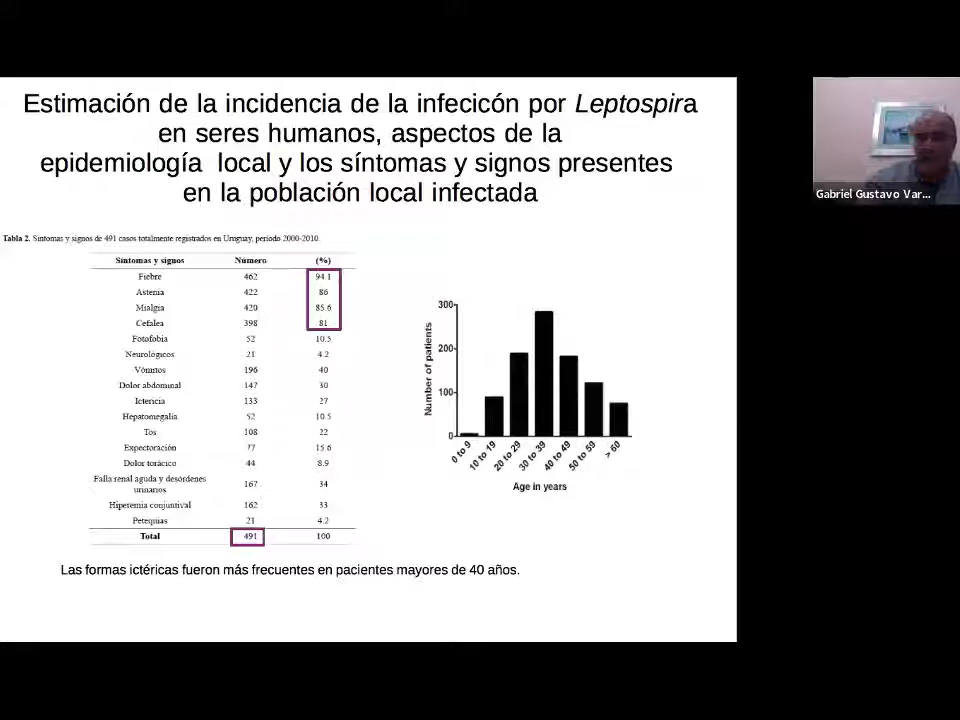 Estimación de la incidencia de la infecicón por Leptospira
en seres humanos, aspectos de la
epidemiología local y los síntomas y signos presentes
en la población local infectada
Tabla 2. Síntomas y signos de 491 casos totalmente registrados en Uruguay, período 2000-2010.
Síntomas y signos Número (%)
Fiebre 462 94.1
Astenia 422 86
Mialgia 420 85.6
Cefalea 398 81
Fotofobia 52 10.5
Neurológicos 21 4.2
Vómitos 196 40
Dolor abdominal 147 30
Ictericia 133 27
Hepatomegalia 52 10.5
Tos 108 22
Expectoración 77 15.6
Dolor torácico 44 8.9
Falla renal aguda y desórdenes
urinarios 167 34
Hiperemia conjuntival 162 33
Petequias 21 4.2
Total 491 100
Number of patients
300
200
100
0
0 to 9
10 to 19
20 to 29
30 to 39
40 to 49
50 to 59
> 60
Age in years
Las formas ictéricas fueron más frecuentes en pacientes mayores de 40 años.
Gabriel Gustavo Var...